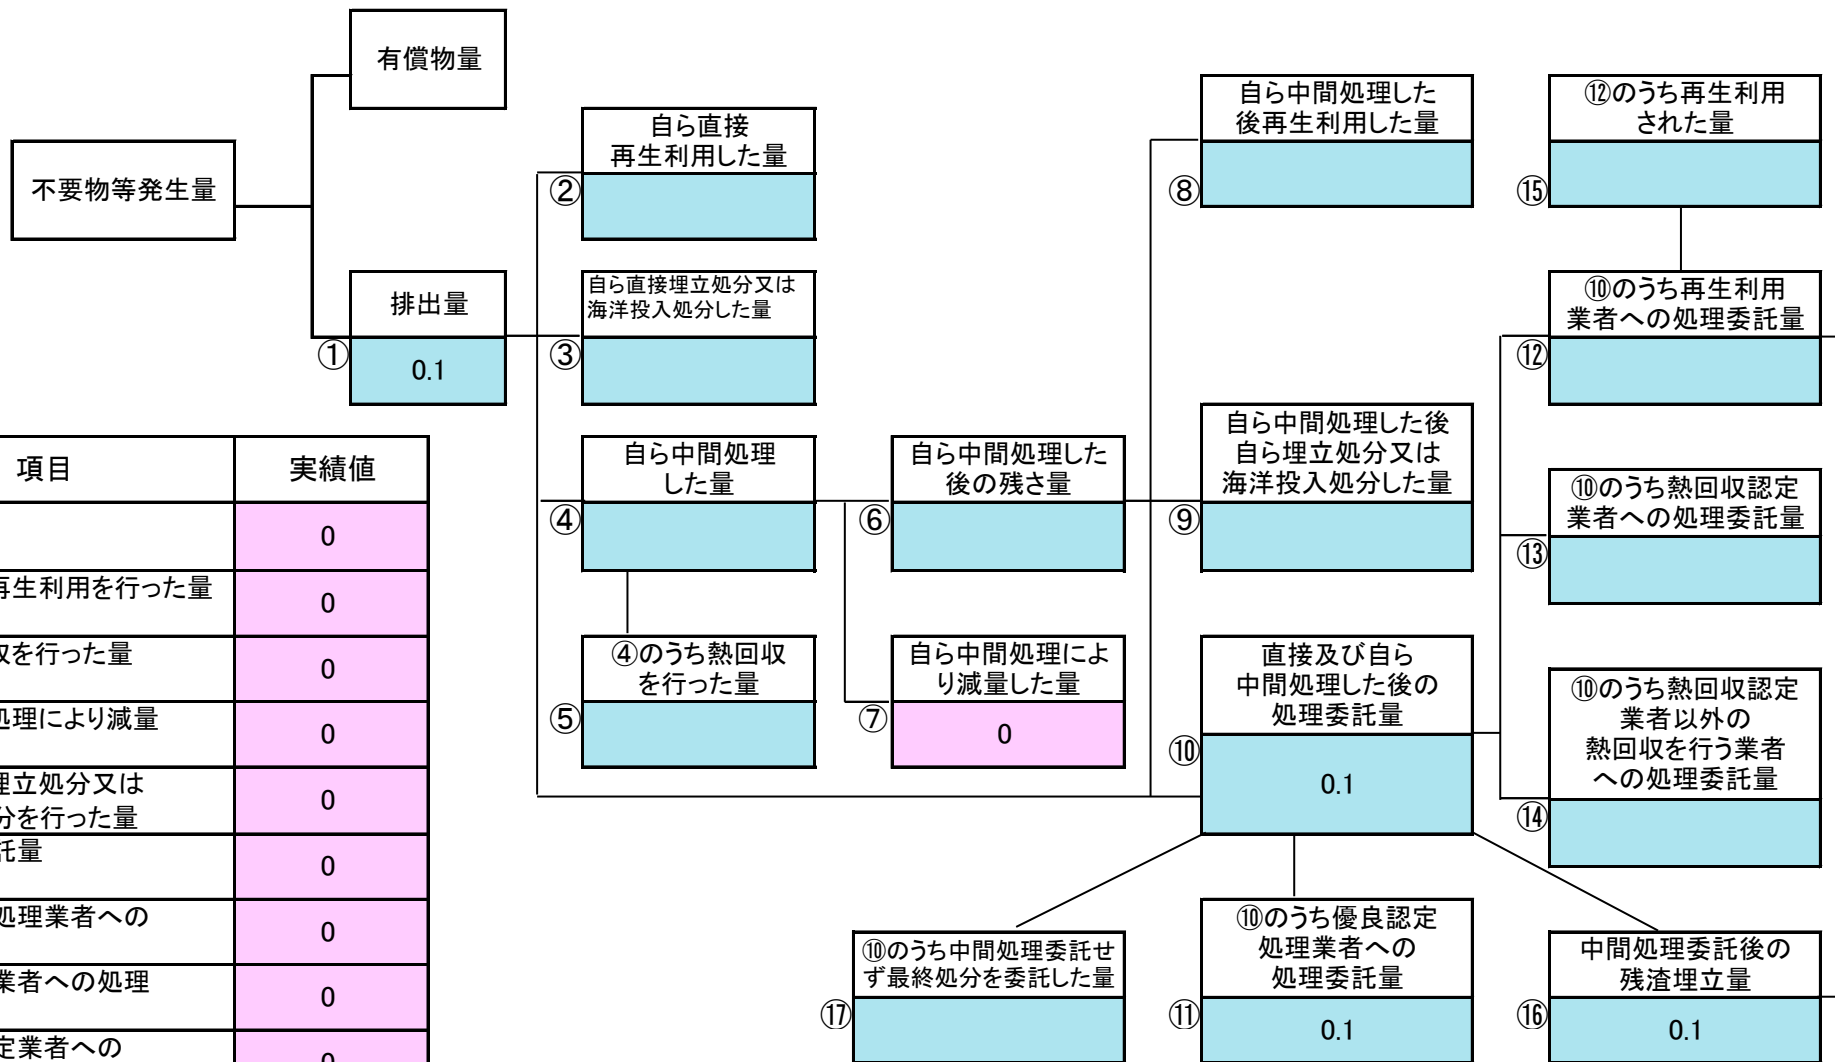 有償物量
不要物等発生量
排出量
①
0.1
自ら直接
再生利用した量
②
自ら直接埋立処分又は
海洋投入処分した量
③
自ら中間処理
した量
④
④のうち熱回収
を行った量
⑤
自ら中間処理した
後の残さ量
⑥
自ら中間処理によ
り減量した量
⑦
0
自ら中間処理した
後再生利用した量
⑧
自ら中間処理した後
自ら埋立処分又は
海洋投入処分した量
⑨
直接及び自ら
中間処理した後の
処理委託量
⑩
0.1
⑫のうち再生利用
された量
⑮
⑩のうち再生利用
業者への処理委託量
⑫
⑩のうち熱回収認定
業者への処理委託量
⑬
⑩のうち熱回収認定
業者以外の
熱回収を行う業者
への処理委託量
⑭
⑩のうち中間処理委託せ
ず最終処分を委託した量
⑰
⑩のうち優良認定
処理業者への
処理委託量
⑪
0.1
中間処理委託後の
残渣埋立量
⑯
0.1
項目 実績値
0
再生利用を行った量 0
を行った量 0
処理により減量 0
埋立処分又は
分を行った量 0
託量 0
処理業者への 0
業者への処理 0
定業者への 0